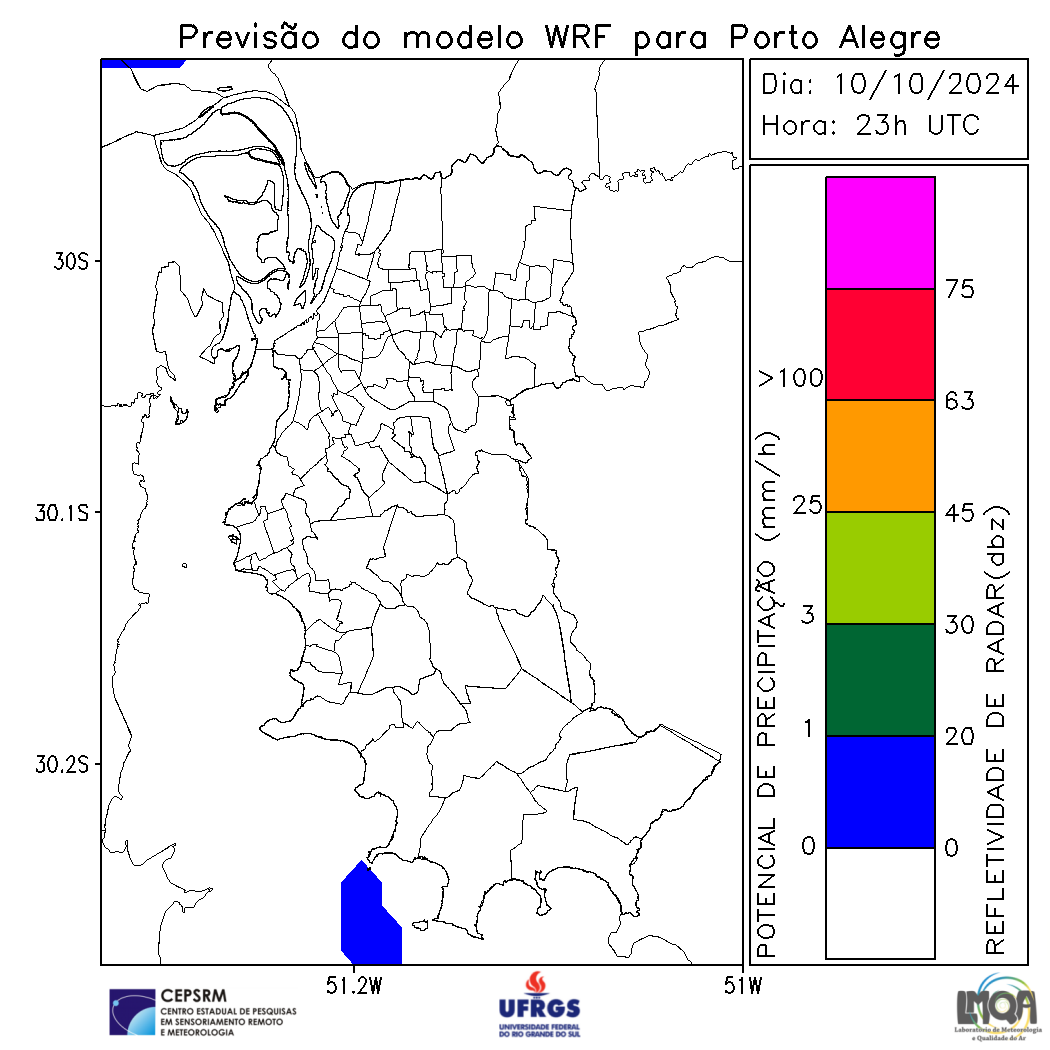 Previsão do modelo WRF para Porto Alegre
Dia: 10/10/2024
Hora: 23h UTC
30S
30.1S
30.2S
51.2W
51W
POTENCIAL DE PRECIPITAÇÃO (mm/h)
>100
25
3
1
0
75
63
45
30
20
0
REFLETIVIDADE DE RADAR(dbz)
CEPSRM
CENTRO ESTADUAL DE PESQUISAS
EM SENSORIAMENTO REMOTO
E METEOROLOGIA
UFRGS
UNIVERSIDADE FEDERAL
DO RIO GRANDE DO SUL
LMQA
Laboratório de Meteorologia
e Qualidade do Ar